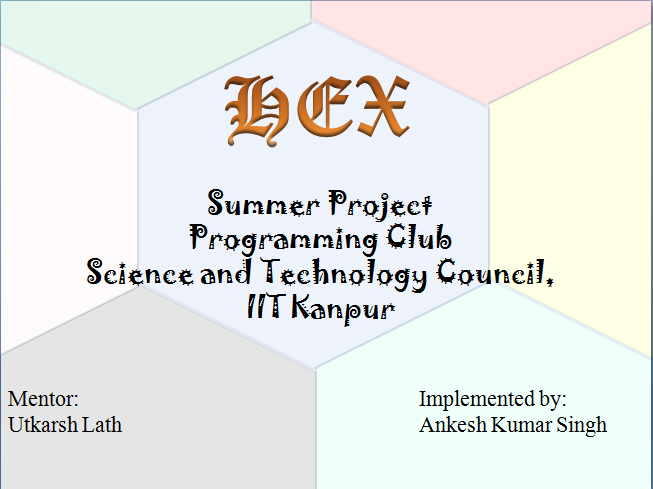 HEX
Summer Project
Programming Club
Science and Technology Council,
IIT Kanpur
Mentor:
Utkarsh Lath
Implemented by:
Ankesh Kumar Singh